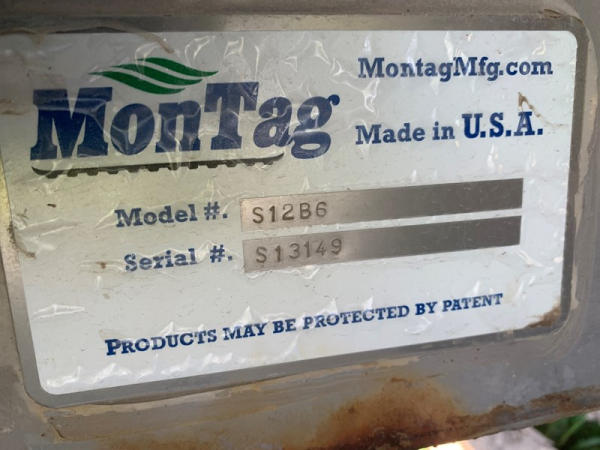 MonTag
MontagMfg.com
Made in U.S.A.
Model #. S12B6
Serial #. S13149
PRODUCTS MAY BE PROTECTED BY PATENT